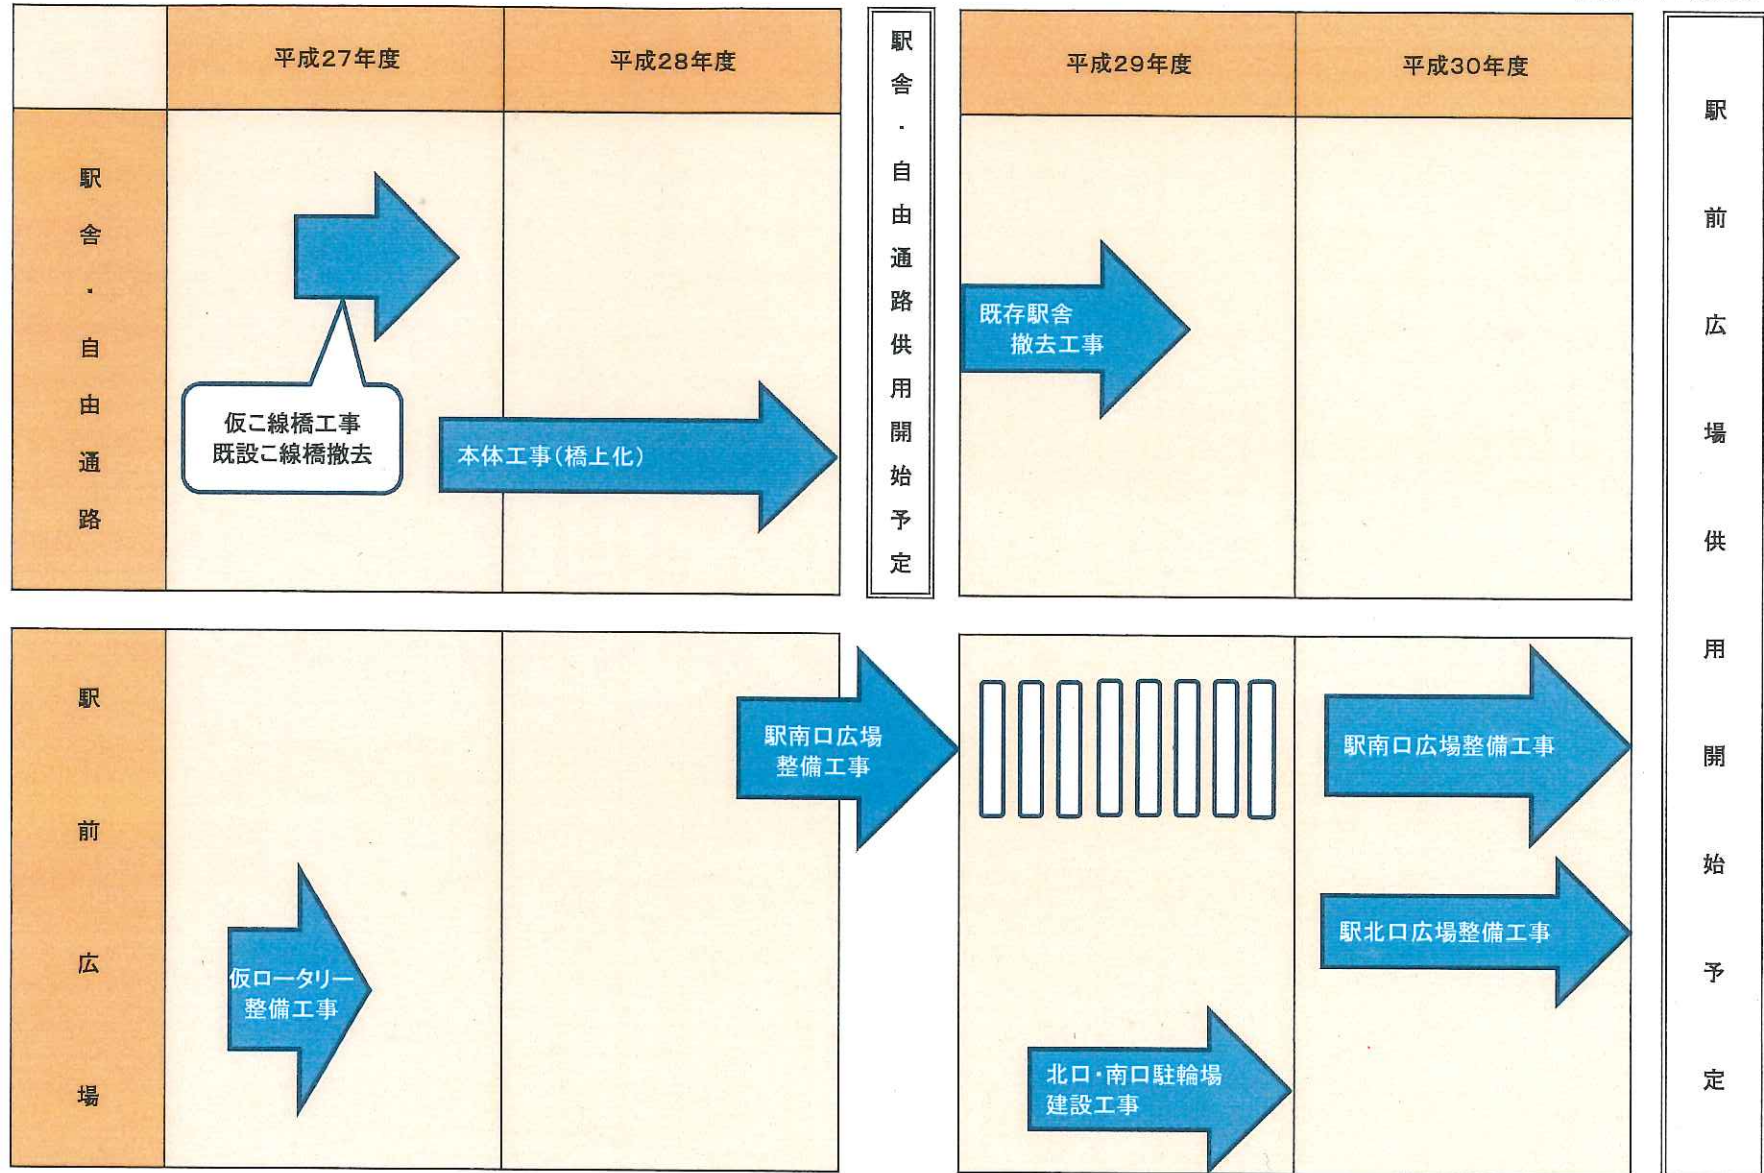 平成27年度
平成28年度
駅舎・自由通路供用開始予定
平成29年度
平成30年度
駅前広場供用開始予定
駅舎・自由通路
仮こ線橋工事
既設こ線橋撤去
本体工事(橋上化)
既存駅舎
撤去工事
駅前広場
駅南口広場
整備工事
駅南口広場整備工事
仮ロータリー
整備工事
駅北口広場整備工事
北口・南口駐輪場
建設工事